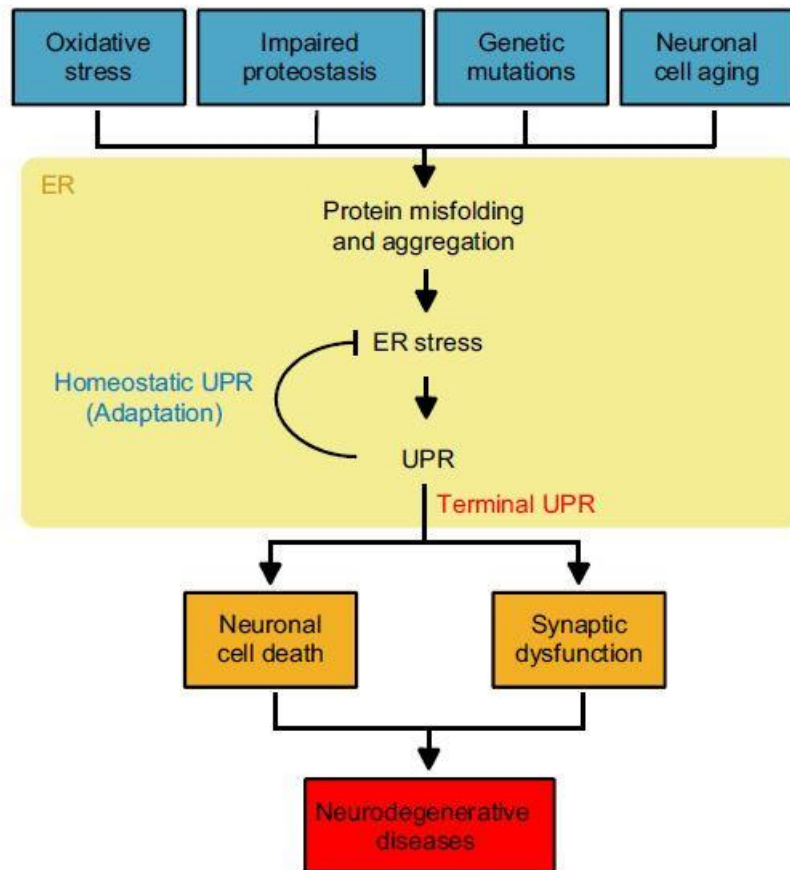 Oxidative
stress
Impaired
proteostasis
Genetic
mutations
Neuronal
cell aging
ER
Protein misfolding
and aggregation
ER stress
Homeostatic UPR
(Adaptation)
UPR
Terminal UPR
Neuronal
cell death
Synaptic
dysfunction
Neurodegenerative
diseases